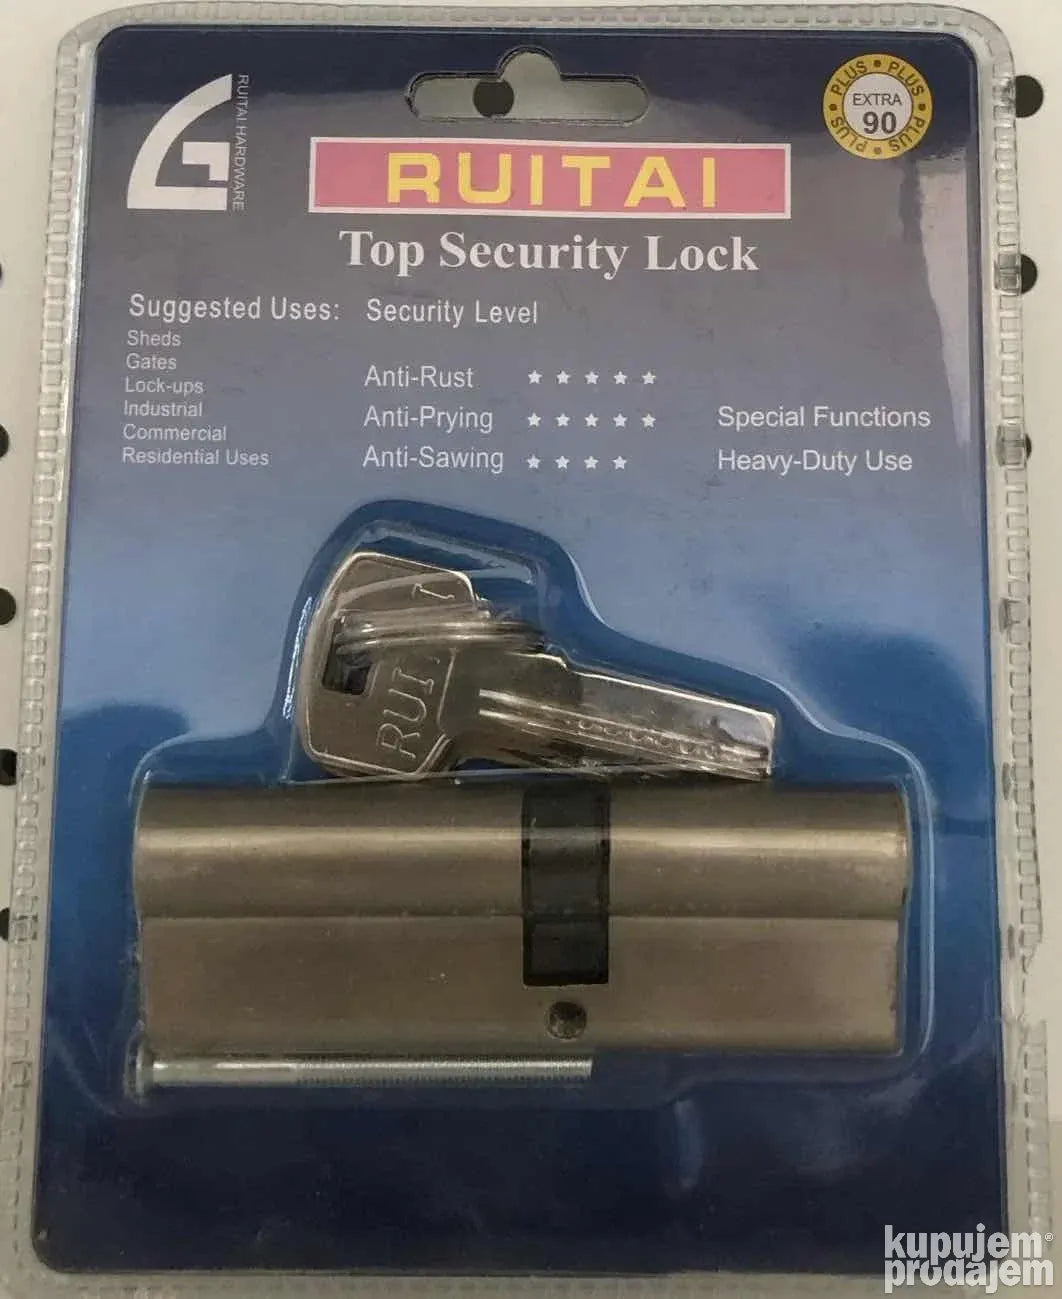 RUITAI HARDWARE
PLUS • PLUS • PLUS • PLUS •
EXTRA
90
RUITAI
Top Security Lock
Suggested Uses:
Sheds
Gates
Lock-ups
Industrial
Commercial
Residential Uses
Security Level
Anti-Rust ★ ★ ★ ★ ★
Anti-Prying ★ ★ ★ ★ ★
Anti-Sawing ★ ★ ★ ★
Special Functions
Heavy-Duty Use
RUI
kupujem®
prodajem